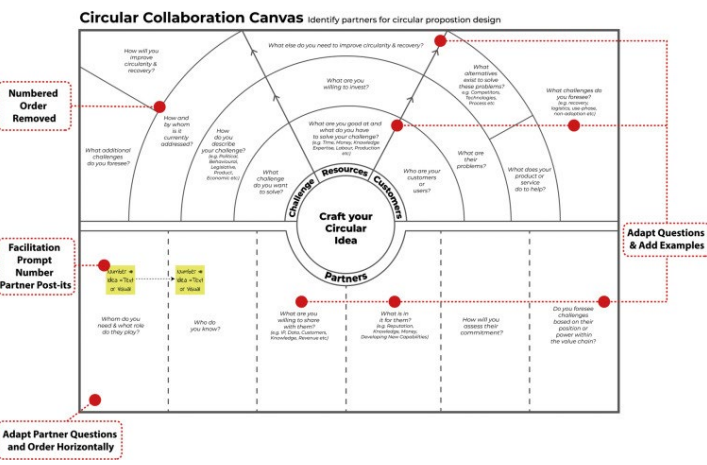 Circular Collaboration Canvas Identify partners for circular propostion design
How will you
improve
circularity &
recovery?
What else do you need to improve circularity & recovery?
What
alternatives
exist to solve
these problems?
e.g. Competitors,
Technologies,
Process etc
What are you
willing to invest?
What challenges do
you foresee?
(e.g. recovery,
logistics, use-phase,
non-adoption etc)
Numbered
Order
Removed
How and
by whom
is it
currently
addressed?
How
do you
describe
your challenge?
(e.g. Political,
Behavioural,
Legislative,
Product,
Economic etc)
What are you good at and
what do you have
to solve your challenge?
(e.g. Time, Money, Knowledge
Expertise, Labour, Production
etc)
What additional
challenges
do you foresee?
What are
their
problems?
What
challenge
do you want
to solve?
Who are your
customers
or
users?
What does your
product or
service
do to help?
Challenge
Resources
Customers
Craft your
Circular
Idea
Partners
Adapt Questions
& Add Examples
Facilitation
Prompt
Number
Partner Post-its
Number →
idea + Text
or Visual
Number →
idea + Text
or Visual
Whom do you
need & what role
do they play?
Who do
you know?
What are you
willing to share
with them?
(e.g. IP, Data, Customers,
Knowledge, Revenue etc)
What is in
it for them?
(e.g. Reputation,
Knowledge, Money,
Developing New Capabilities)
How will you
assess their
commitment?
Do you foresee
challenges
based on their
position or
power within
the value chain?
Adapt Partner Questions
and Order Horizontally